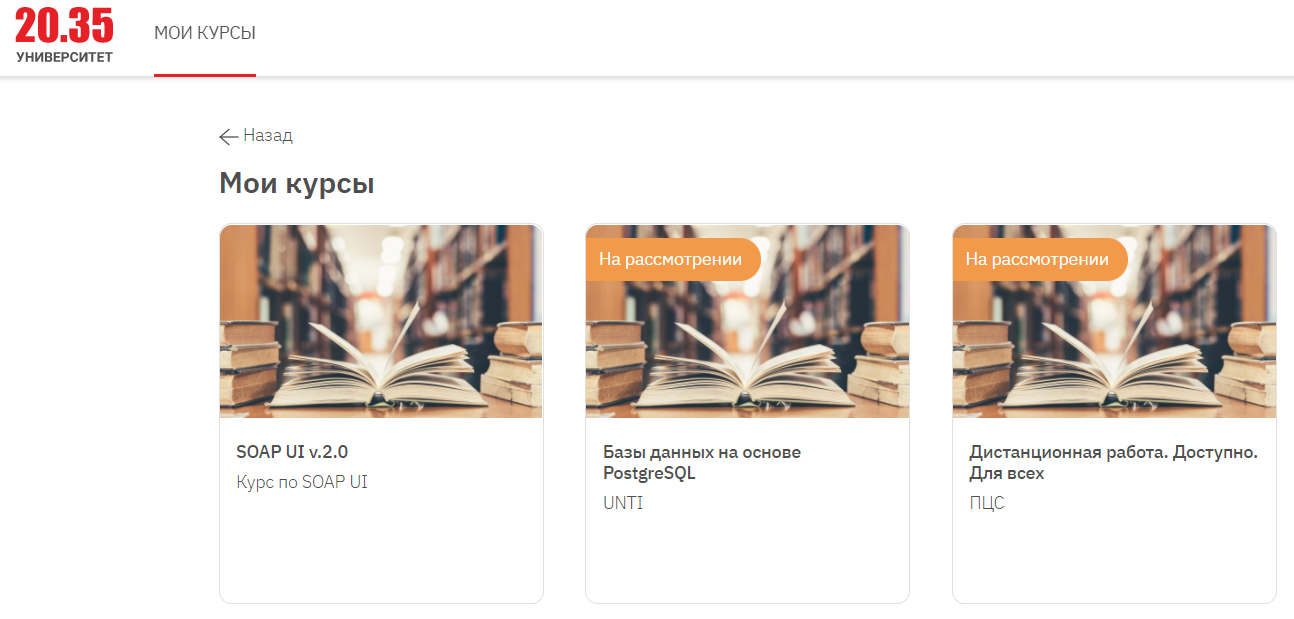 20.35
УНИВЕРСИТЕТ
МОИ КУРСЫ
Назад
Мои курсы
На рассмотрении
На рассмотрении
SOAP UI v.2.0
Курс по SOAP UI
Базы данных на основе
PostgreSQL
UNTI
Дистанционная работа. Доступно.
Для всех
ПЦС